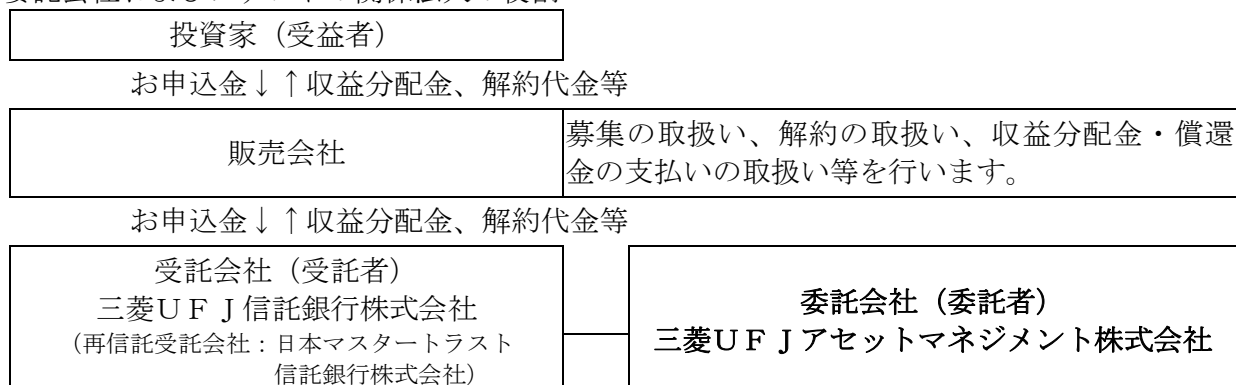 投資家（受益者）
お申込金↓↑収益分配金、解約代金等
販売会社
募集の取扱い、解約の取扱い、収益分配金・償還
金の支払いの取扱い等を行います。
お申込金↓↑収益分配金、解約代金等
受託会社（受託者）
三菱ＵＦＪ信託銀行株式会社
（再信託受託会社：日本マスタートラスト
信託銀行株式会社）
委託会社（委託者）
三菱ＵＦＪアセットマネジメント株式会社